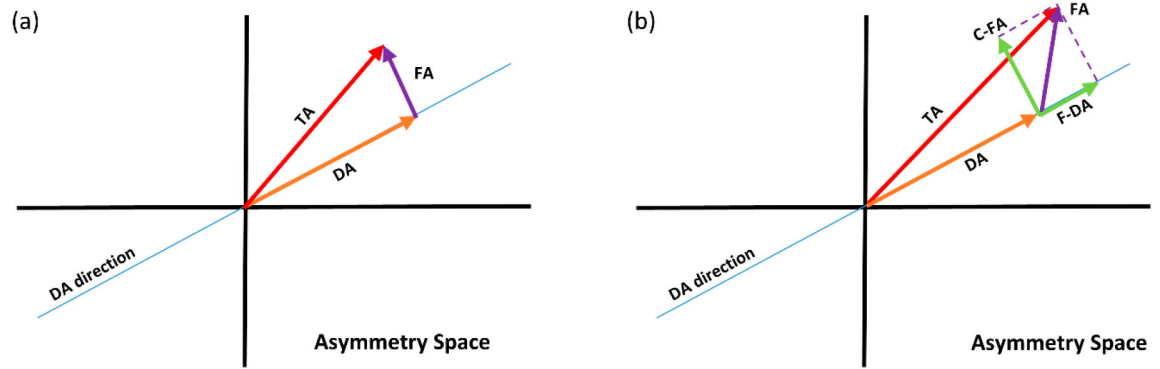 (a)
TA
FA
DA
DA direction
Asymmetry Space
(b)
C-FA
FA
TA
F-DA
DA
DA direction
Asymmetry Space